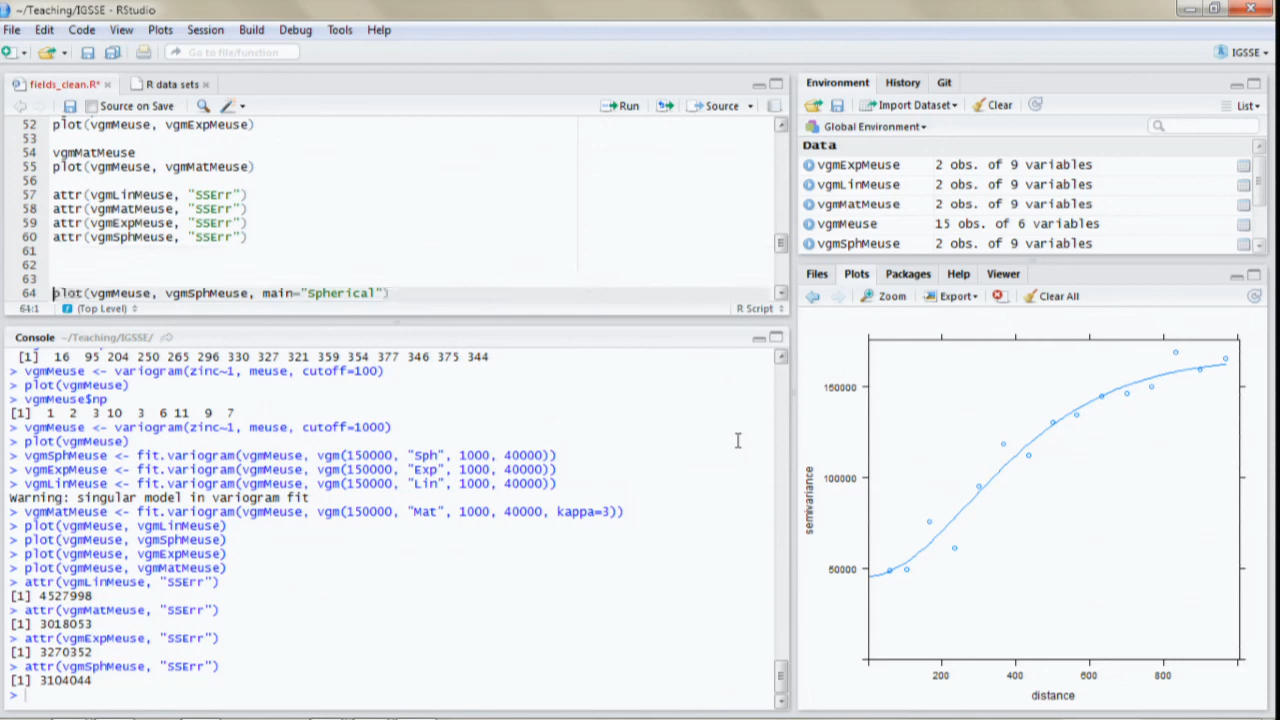 ~/Teaching/IGSSE - RStudio
File Edit Code View Plots Session Build Debug Tools Help
Go to file/function
IGSSE
fields_clean.R*
R data sets
Source on Save
Run
Source
52 plot(vgmMeuse, vgmExpMeuse)
53
54 vgmMatMeuse
55 plot(vgmMeuse, vgmMatMeuse)
56
57 attr(vgmLinMeuse, "SSErr")
58 attr(vgmMatMeuse, "SSErr")
59 attr(vgmExpMeuse, "SSErr")
60 attr(vgmSphMeuse, "SSErr")
61
62
63
64 plot(vgmMeuse, vgmSphMeuse, main="Spherical")
64:1 (Top Level) R Script
Console ~/Teaching/IGSSE/
[1] 16 95 204 250 265 296 330 327 321 359 354 377 346 375 344
> vgmMeuse <- variogram(zinc~1, meuse, cutoff=100)
> plot(vgmMeuse)
> vgmMeuse$np
[1] 1 2 3 10 3 6 11 9 7
> vgmMeuse <- variogram(zinc~1, meuse, cutoff=1000)
> plot(vgmMeuse)
> vgmSphMeuse <- fit.variogram(vgmMeuse, vgm(150000, "Sph", 1000, 40000))
> vgmExpMeuse <- fit.variogram(vgmMeuse, vgm(150000, "Exp", 1000, 40000))
> vgmLinMeuse <- fit.variogram(vgmMeuse, vgm(150000, "Lin", 1000, 40000))
Warning: singular model in variogram fit
> vgmMatMeuse <- fit.variogram(vgmMeuse, vgm(150000, "Mat", 1000, 40000, kappa=3))
> plot(vgmMeuse, vgmLinMeuse)
> plot(vgmMeuse, vgmSphMeuse)
> plot(vgmMeuse, vgmExpMeuse)
> plot(vgmMeuse, vgmMatMeuse)
> attr(vgmLinMeuse, "SSErr")
[1] 4527998
> attr(vgmMatMeuse, "SSErr")
[1] 3018053
> attr(vgmExpMeuse, "SSErr")
[1] 3270352
> attr(vgmSphMeuse, "SSErr")
[1] 3104044
>
Environment History Git
Import Dataset Clear List
Global Environment
Data
vgmExpMeuse 2 obs. of 9 variables
vgmLinMeuse 2 obs. of 9 variables
vgmMatMeuse 2 obs. of 9 variables
vgmMeuse 15 obs. of 6 variables
vgmSphMeuse 2 obs. of 9 variables
Files Plots Packages Help Viewer
Zoom Export Clear All
150000
100000
50000
semivariance
200 400 600 800
distance